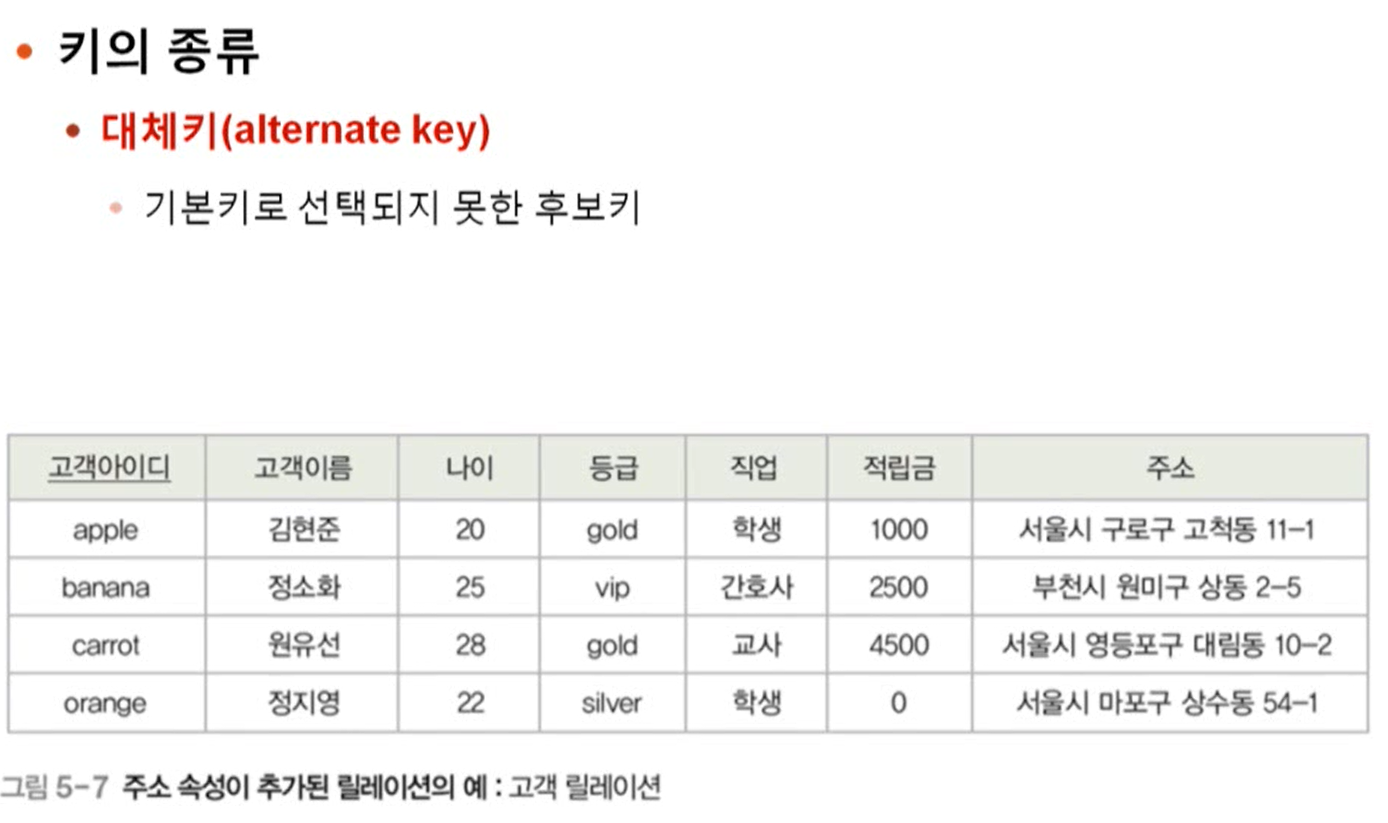 키의 종류
대체키(alternate key)
기본키로 선택되지 못한 후보키
고객아이디 고객이름 나이 등급 직업 적립금 주소
apple 김현준 20 gold 학생 1000 서울시 구로구 고척동 11-1
banana 정소화 25 vip 간호사 2500 부천시 원미구 상동 2-5
carrot 원유선 28 gold 교사 4500 서울시 영등포구 대림동 10-2
orange 정지영 22 silver 학생 0 서울시 마포구 상수동 54-1
그림 5-7 주소 속성이 추가된 릴레이션의 예 : 고객 릴레이션